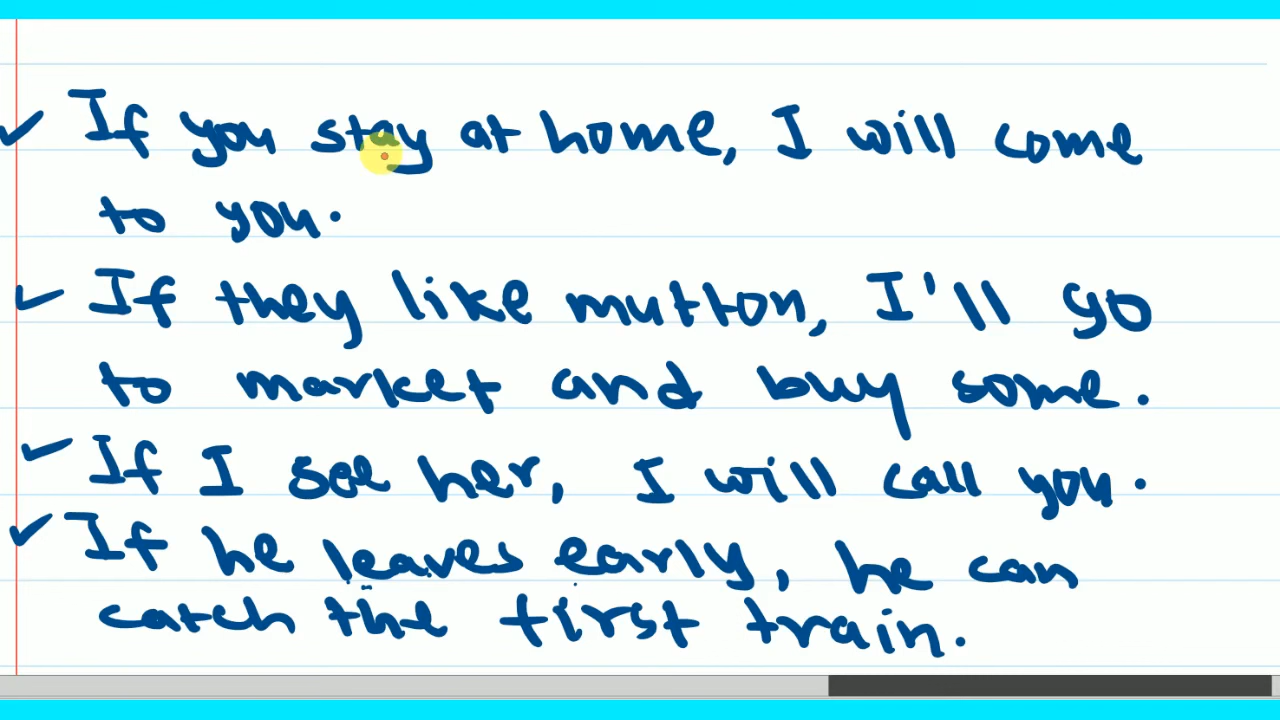 If you stay at home, I will come
to you.
If they like mutton, I'll go
to market and buy some.
If I see her, I will call you.
If he leaves early, he can
catch the first train.